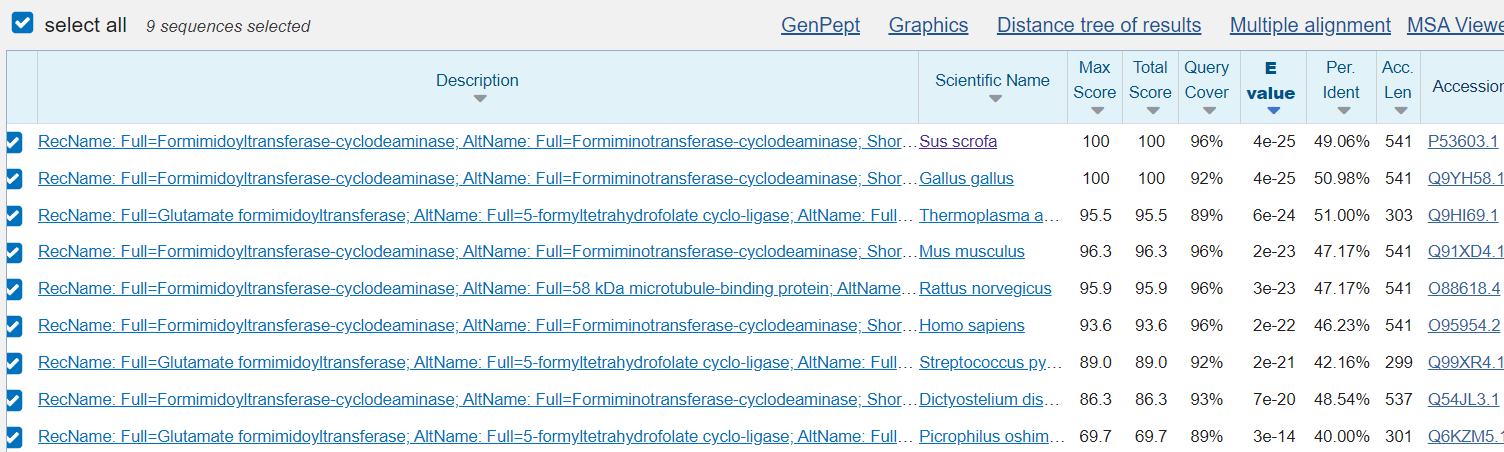 select all 9 sequences selected GenPept Graphics Distance tree of results Multiple alignment MSA Viewe
Description Scientific Name Max Score Total Score Query Cover E value Per. Ident Acc. Len Accession
RecName: Full=Formimidoyltransferase-cyclodeaminase; AltName: Full=Formiminotransferase-cyclodeaminase; Shor... Sus scrofa 100 100 96% 4e-25 49.06% 541 P53603.1
RecName: Full=Formimidoyltransferase-cyclodeaminase; AltName: Full=Formiminotransferase-cyclodeaminase; Shor... Gallus gallus 100 100 92% 4e-25 50.98% 541 Q9YH58.1
RecName: Full=Glutamate formimidoyltransferase; AltName: Full=5-formyltetrahydrofolate cyclo-ligase; AltName: Full... Thermoplasma a... 95.5 95.5 89% 6e-24 51.00% 303 Q9HI69.1
RecName: Full=Formimidoyltransferase-cyclodeaminase; AltName: Full=Formiminotransferase-cyclodeaminase; Shor... Mus musculus 96.3 96.3 96% 2e-23 47.17% 541 Q91XD4.1
RecName: Full=Formimidoyltransferase-cyclodeaminase; AltName: Full=58 kDa microtubule-binding protein; AltName... Rattus norvegicus 95.9 95.9 96% 3e-23 47.17% 541 O88618.4
RecName: Full=Formimidoyltransferase-cyclodeaminase; AltName: Full=Formiminotransferase-cyclodeaminase; Shor... Homo sapiens 93.6 93.6 96% 2e-22 46.23% 541 O95954.2
RecName: Full=Glutamate formimidoyltransferase; AltName: Full=5-formyltetrahydrofolate cyclo-ligase; AltName: Full... Streptococcus py... 89.0 89.0 92% 2e-21 42.16% 299 Q99XR4.1
RecName: Full=Formimidoyltransferase-cyclodeaminase; AltName: Full=Formiminotransferase-cyclodeaminase; Shor... Dictyostelium dis... 86.3 86.3 93% 7e-20 48.54% 537 Q54JL3.1
RecName: Full=Glutamate formimidoyltransferase; AltName: Full=5-formyltetrahydrofolate cyclo-ligase; AltName: Full... Picrophilus oshim... 69.7 69.7 89% 3e-14 40.00% 301 Q6KZM5.1